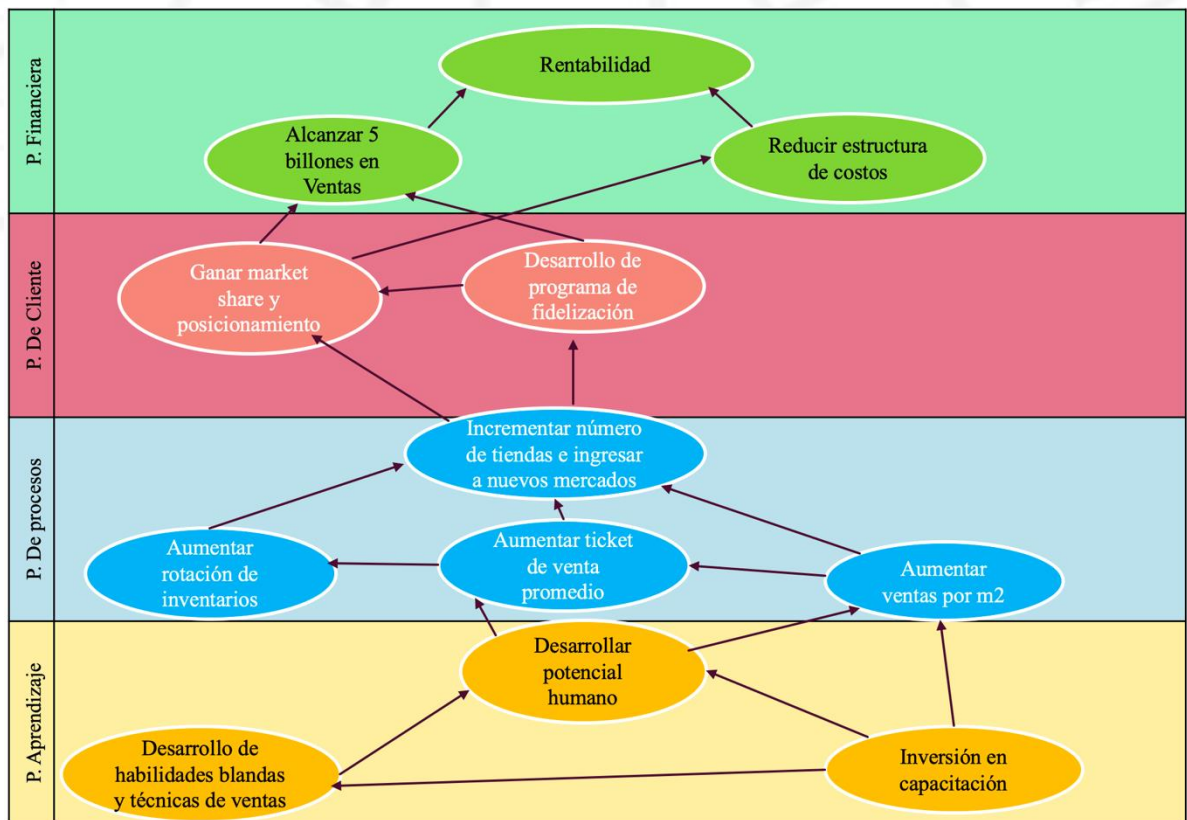 P. Financiera
Rentabilidad
Alcanzar 5
billones en
Ventas
Reducir estructura
de costos
P. De Cliente
Ganar market
share y
posicionamiento
Desarrollo de
programa de
fidelización
P. De procesos
Incrementar número
de tiendas e ingresar
a nuevos mercados
Aumentar
rotación de
inventarios
Aumentar ticket
de venta
promedio
Aumentar
ventas por m2
P. Aprendizaje
Desarrollar
potencial
humano
Desarrollo de
habilidades blandas
y técnicas de ventas
Inversión en
capacitación